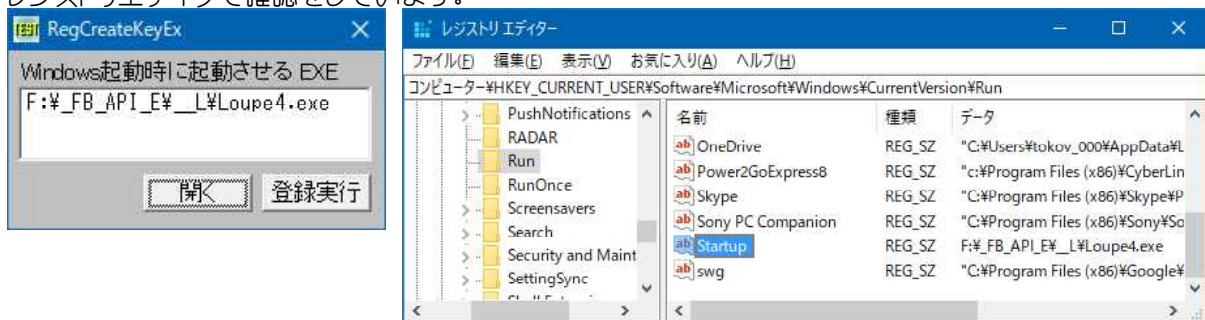 レジストリエディタで確認をしています。
RegCreateKeyEx
Windows起動時に起動させる EXE
F:¥_FB_API_E¥__L¥Loupe4.exe
開く 登録実行
レジストリ エディター
ファイル(F) 編集(E) 表示(V) お気に入り(A) ヘルプ(H)
コンピューター¥HKEY_CURRENT_USER¥Software¥Microsoft¥Windows¥CurrentVersion¥Run
PushNotifications
RADAR
Run
RunOnce
Screensavers
Search
Security and Maint
SettingSync
名前 種類 データ
OneDrive REG_SZ "C:¥Users¥tokov_000¥AppData¥L
Power2GoExpress8 REG_SZ "c:¥Program Files (x86)¥CyberLin
Skype REG_SZ "C:¥Program Files (x86)¥Skype¥P
Sony PC Companion REG_SZ "C:¥Program Files (x86)¥Sony¥So
Startup REG_SZ F:¥_FB_API_E¥__L¥Loupe4.exe
swg REG_SZ "C:¥Program Files (x86)¥Google¥